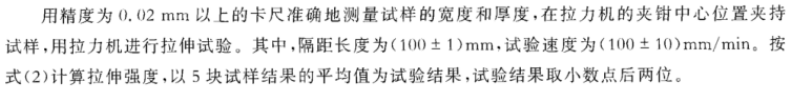 用精度为 0.02 mm 以上的卡尺准确地测量试样的宽度和厚度,在拉力机的夹钳中心位置夹持
试样,用拉力机进行拉伸试验。其中,隔距长度为(100±1)mm,试验速度为(100±10)mm/min。按
式(2)计算拉伸强度,以 5 块试样结果的平均值为试验结果,试验结果取小数点后两位。